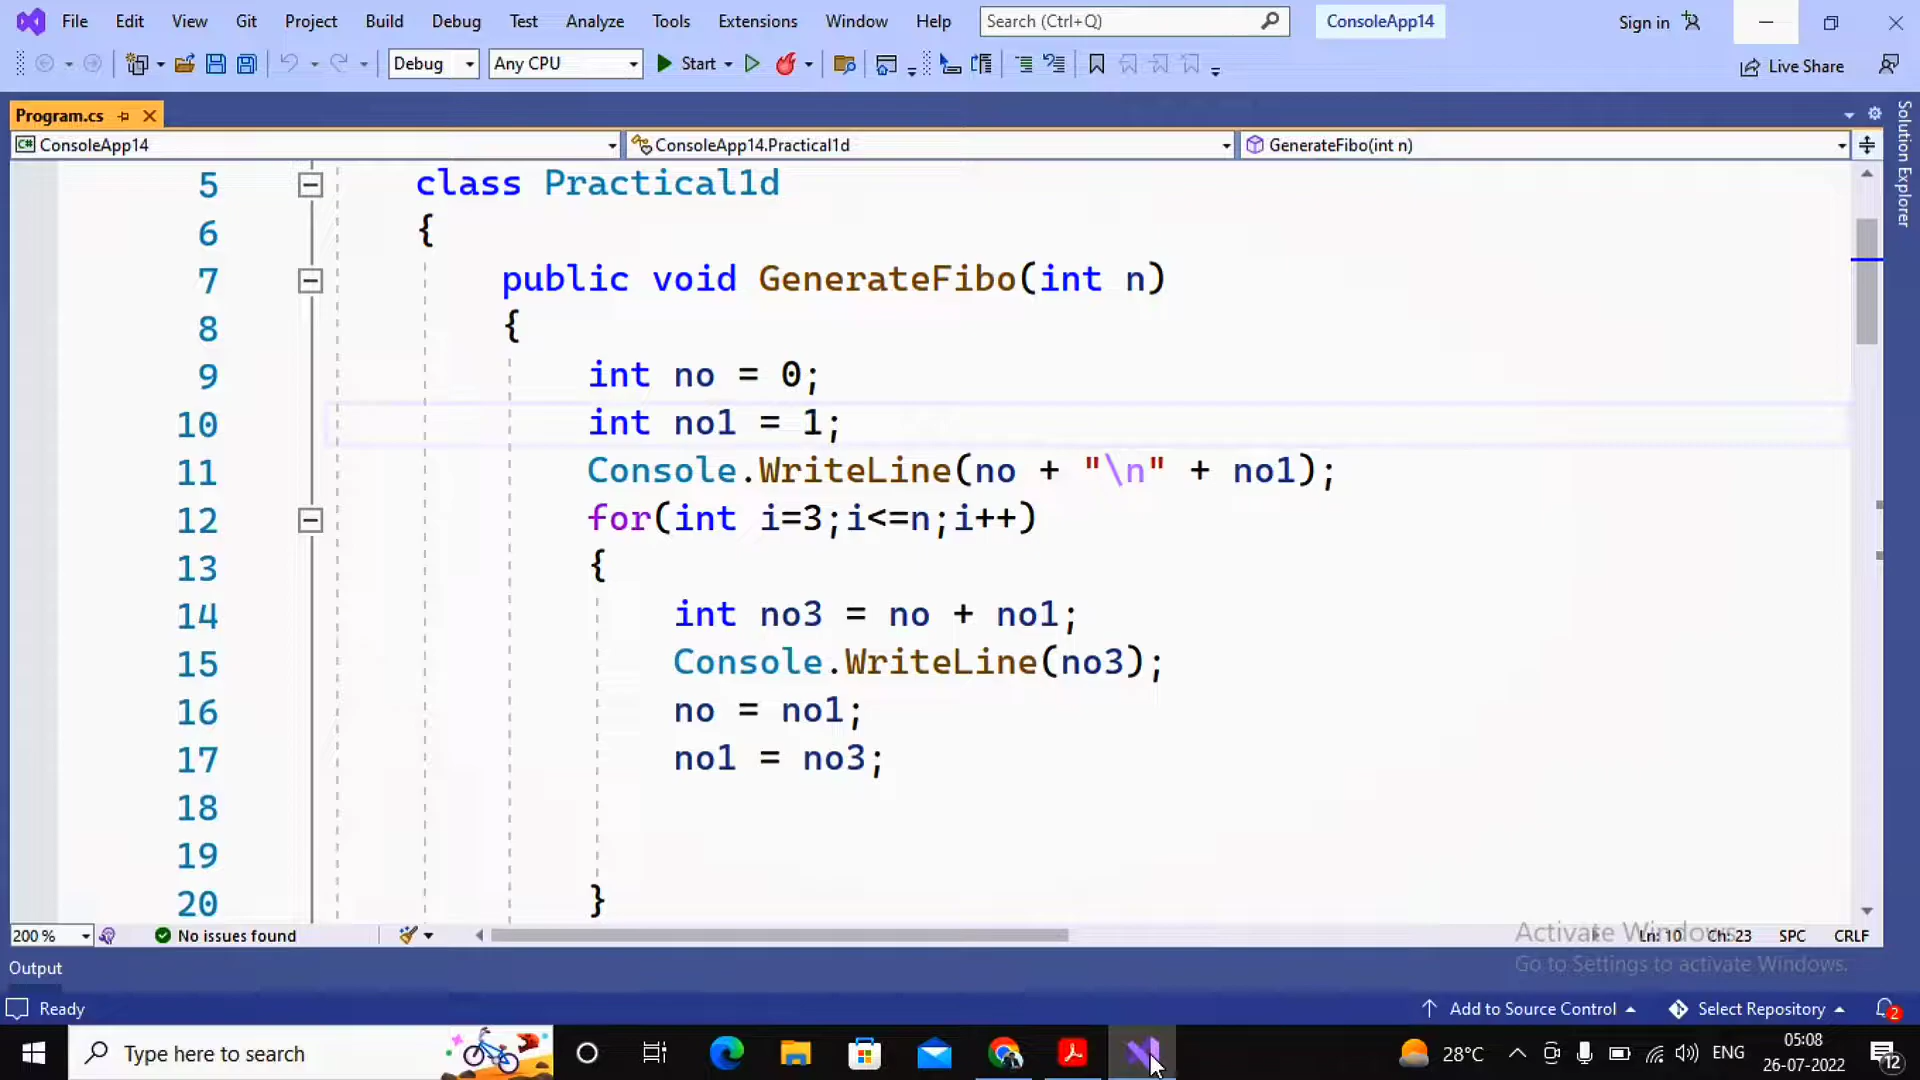 File Edit View Git Project Build Debug Test Analyze Tools Extensions Window Help Search (Ctrl+Q) ConsoleApp14 Sign in
Debug Any CPU Start Live Share
Program.cs
C# ConsoleApp14 ConsoleApp14.Practical1d GenerateFibo(int n)
Solution Explorer
5 class Practical1d
6 {
7 public void GenerateFibo(int n)
8 {
9 int no = 0;
10 int no1 = 1;
11 Console.WriteLine(no + "\n" + no1);
12 for(int i=3;i<=n;i++)
13 {
14 int no3 = no + no1;
15 Console.WriteLine(no3);
16 no = no1;
17 no1 = no3;
18
19
20 }
200 % No issues found Ln: 10 Ch: 23 SPC CRLF
Activate Windows
Go to Settings to activate Windows.
Output
Ready Add to Source Control Select Repository 2
Type here to search 28°C ENG 05:08
26-07-2022 12